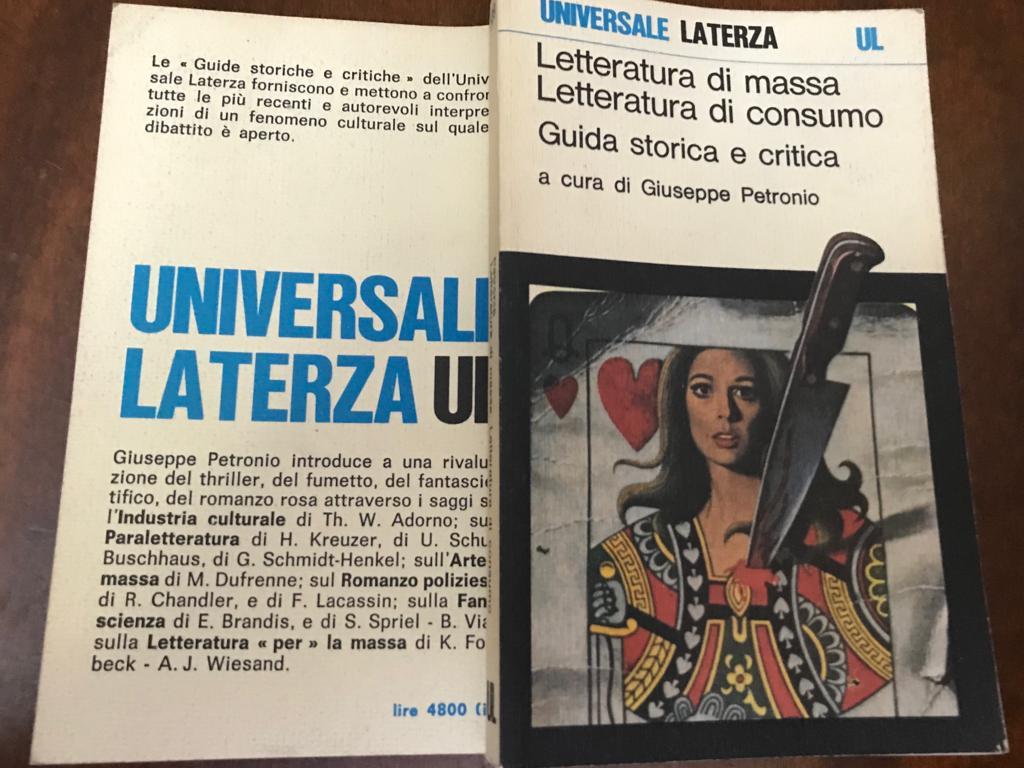 Le « Guide storiche e critiche » dell'Univ
sale Laterza forniscono e mettono a confron
tutte le più recenti e autorevoli interpre
zioni di un fenomeno culturale sul quale
dibattito è aperto.
UNIVERSALE
LATERZA UL
Giuseppe Petronio introduce a una rivalu
zione del thriller, del fumetto, del fantascien
tifico, del romanzo rosa attraverso i saggi s
l'Industria culturale di Th. W. Adorno; su
Paraletteratura di H. Kreuzer, di U. Schu
Buschhaus, di G. Schmidt-Henkel; sull'Arte
massa di M. Dufrenne; sul Romanzo polizies
di R. Chandler, e di F. Lacassin; sulla Fan
scienza di E. Brandis, e di S. Spriel - B. Via
sulla Letteratura « per » la massa di K. Fo
beck - A. J. Wiesand.
lire 4800 (i
UNIVERSALE LATERZA UL
Letteratura di massa
Letteratura di consumo
Guida storica e critica
a cura di Giuseppe Petronio
Q